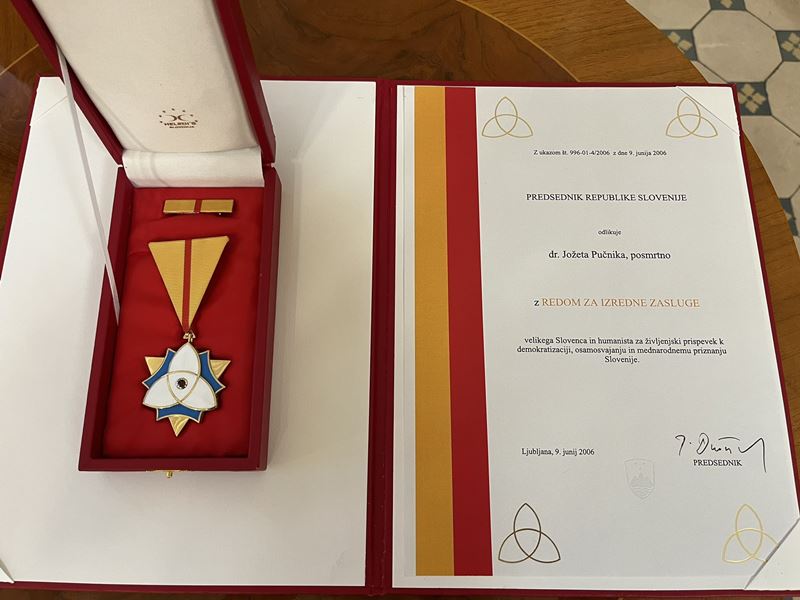 HELEDI'S
SLOVENIJA
Z ukazom št. 996-01-4/2006 z dne 9. junija 2006
PREDSEDNIK REPUBLIKE SLOVENIJE
odlikuje
dr. Jožeta Pučnika, posmrtno
z REDOM ZA IZREDNE ZASLUGE
velikega Slovenca in humanista za življenjski prispevek k
demokratizaciji, osamosvajanju in mednarodnemu priznanju
Slovenije.
Ljubljana, 9. junij 2006
PREDSEDNIK